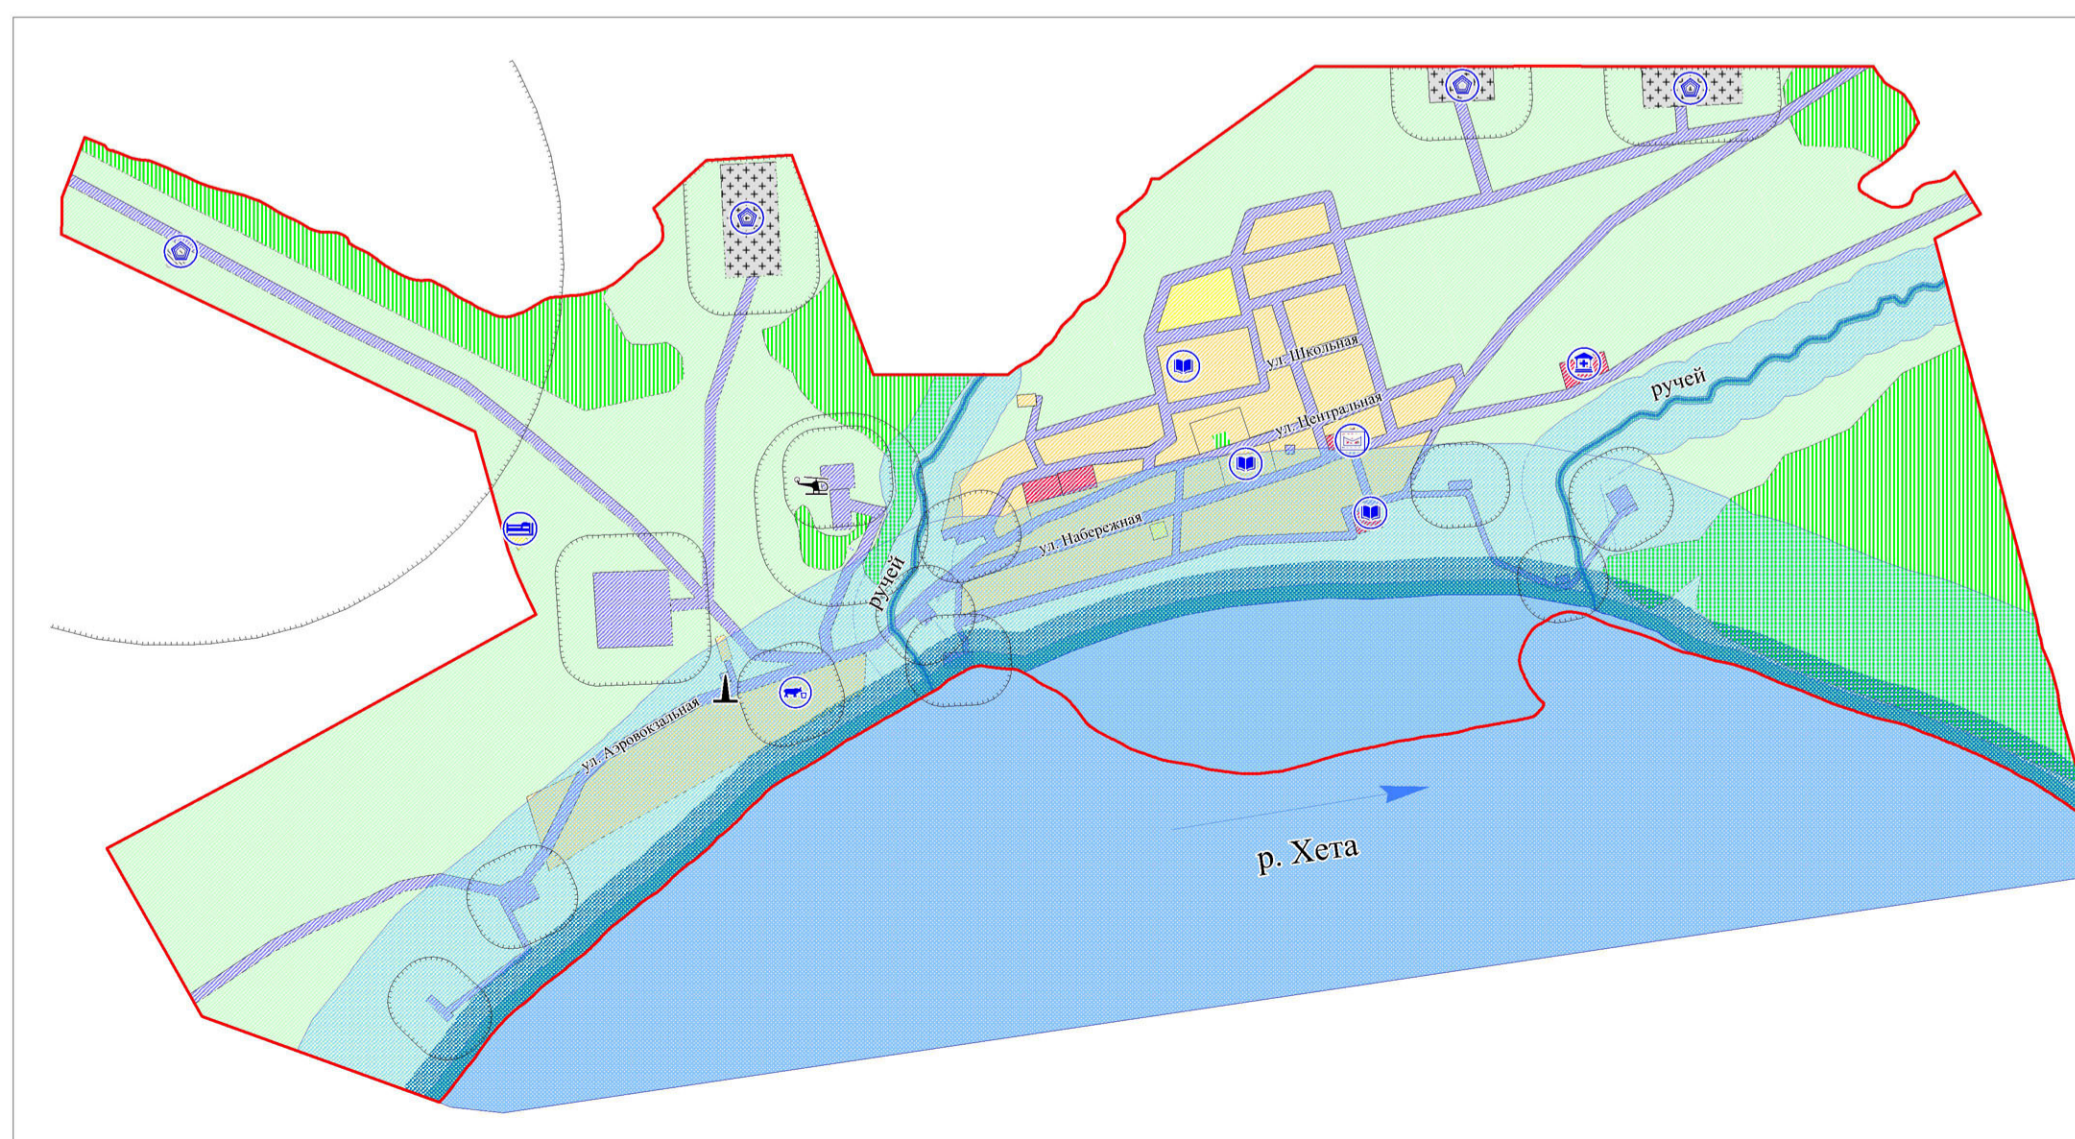 ул. Школьная
ручей
ул. Центральная
ул. Набережная
ручей
ул. Аэровокзальная
р. Хета